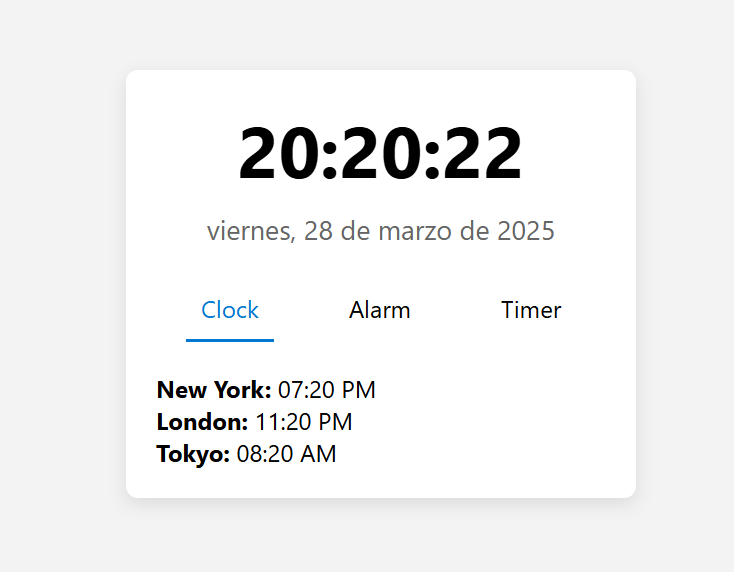 20:20:22
viernes, 28 de marzo de 2025
Clock Alarm Timer
New York: 07:20 PM
London: 11:20 PM
Tokyo: 08:20 AM